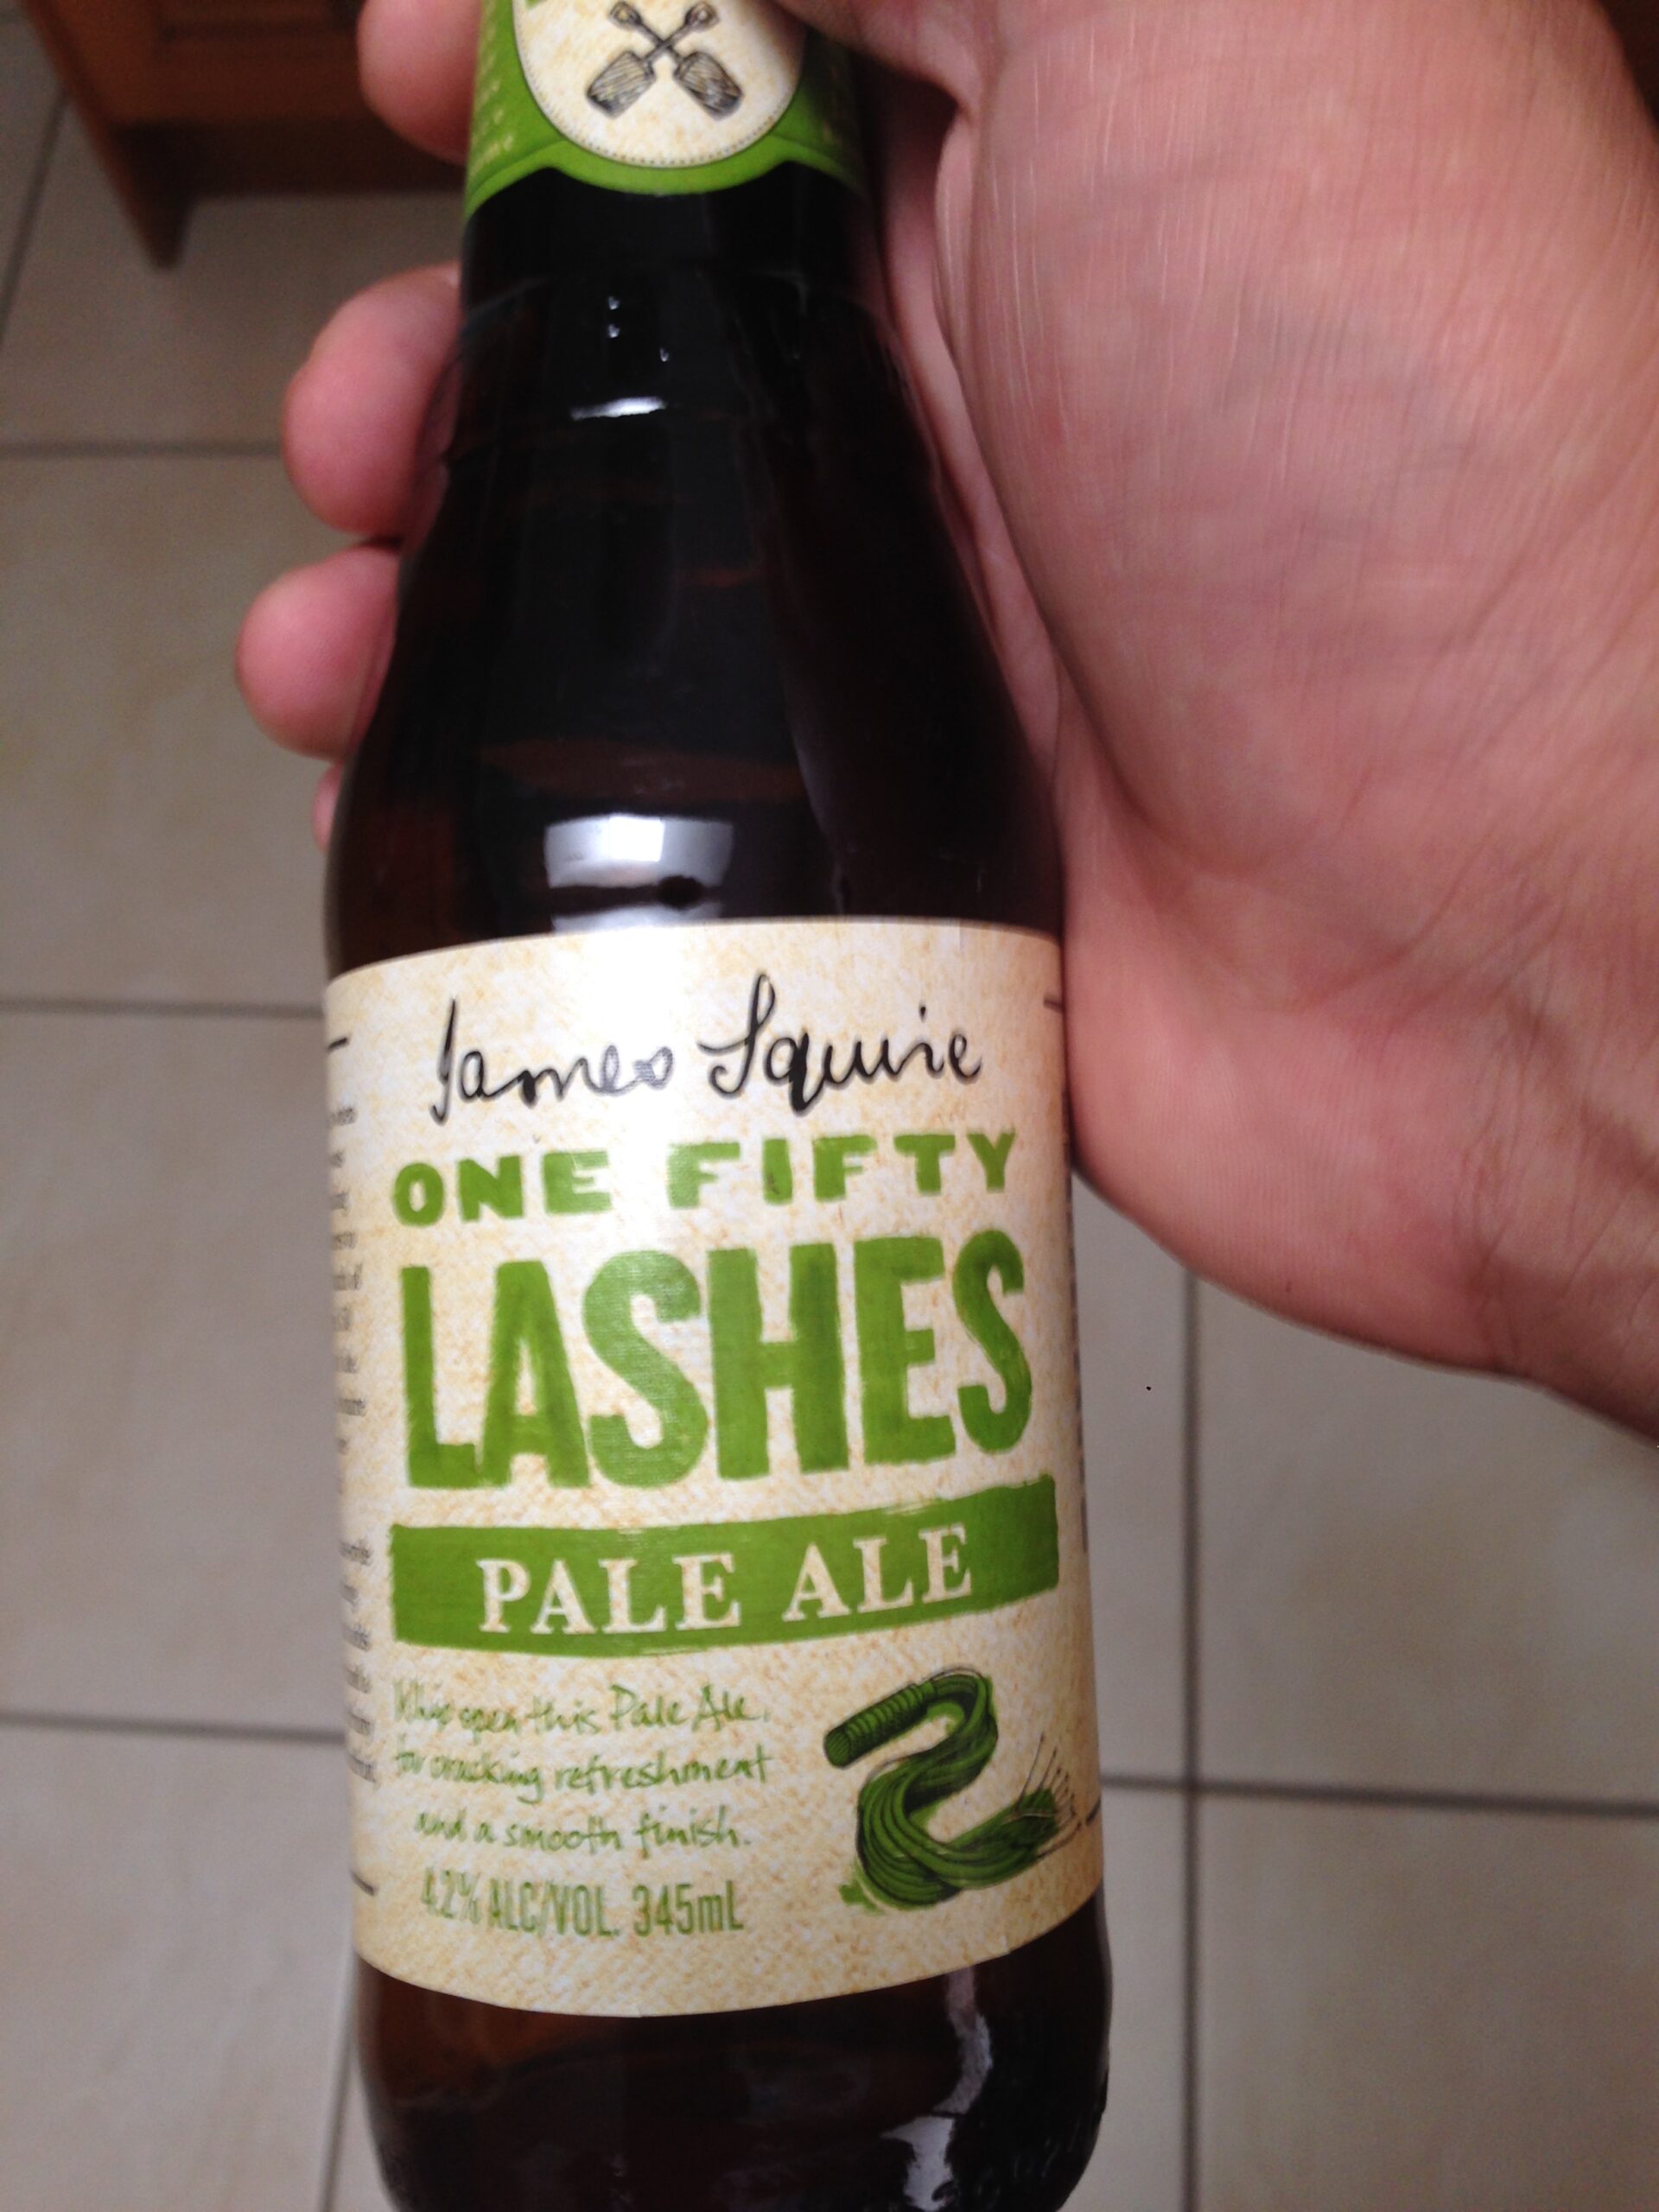 James Squire
ONE FIFTY
LASHES
PALE ALE
Whip open this Pale Ale,
for cracking refreshment
and a smooth finish.
4.2% ALC/VOL. 345mL